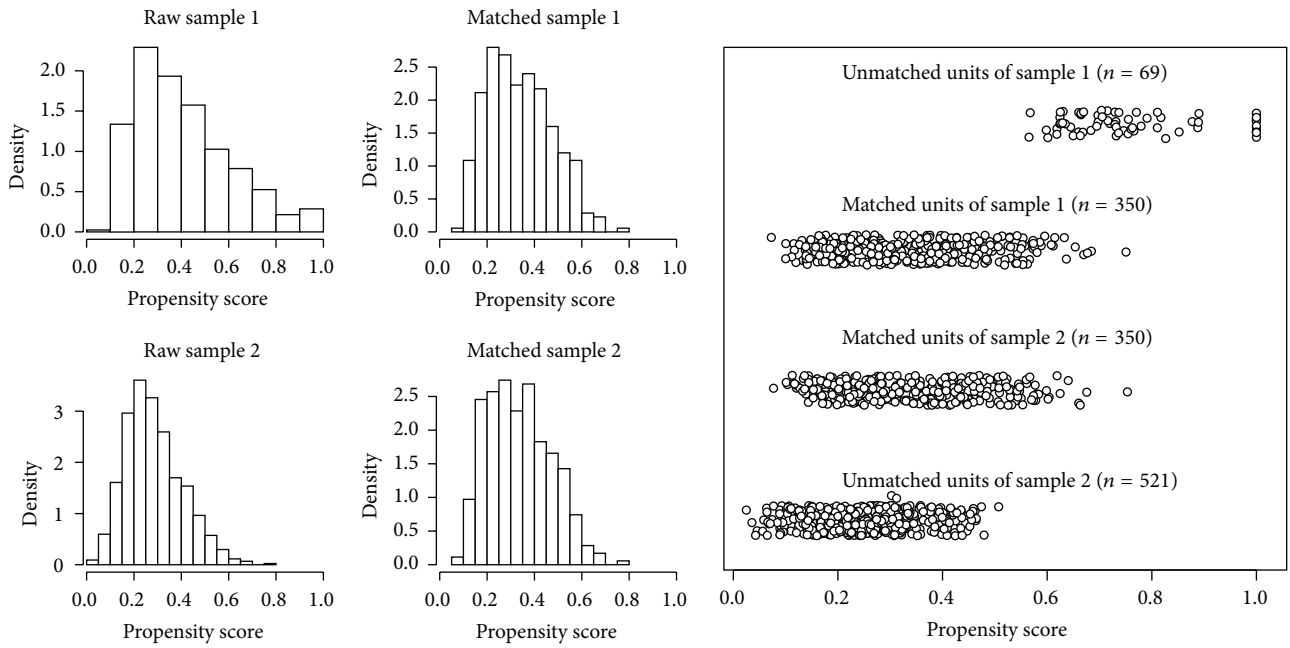 Raw sample 1
Density
2.0
1.5
1.0
0.5
0.0
0.0 0.2 0.4 0.6 0.8 1.0
Propensity score
Matched sample 1
Density
2.5
2.0
1.5
1.0
0.5
0.0
0.0 0.2 0.4 0.6 0.8 1.0
Propensity score
Raw sample 2
Density
3
2
1
0
0.0 0.2 0.4 0.6 0.8 1.0
Propensity score
Matched sample 2
Density
2.5
2.0
1.5
1.0
0.5
0.0
0.0 0.2 0.4 0.6 0.8 1.0
Propensity score
Unmatched units of sample 1 (n = 69)
Matched units of sample 1 (n = 350)
Matched units of sample 2 (n = 350)
Unmatched units of sample 2 (n = 521)
0.0 0.2 0.4 0.6 0.8 1.0
Propensity score